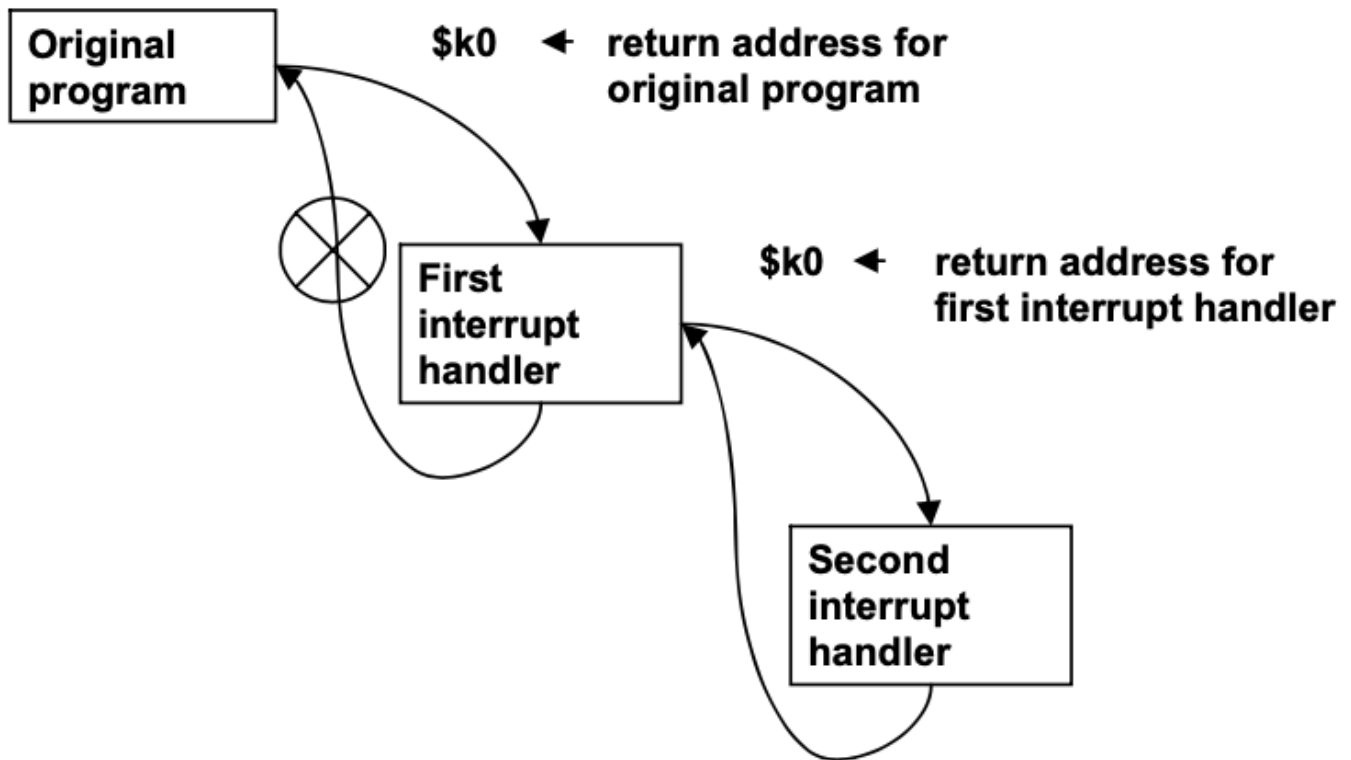 Original
program
$k0 ← return address for
original program
First
interrupt
handler
$k0 ← return address for
first interrupt handler
Second
interrupt
handler